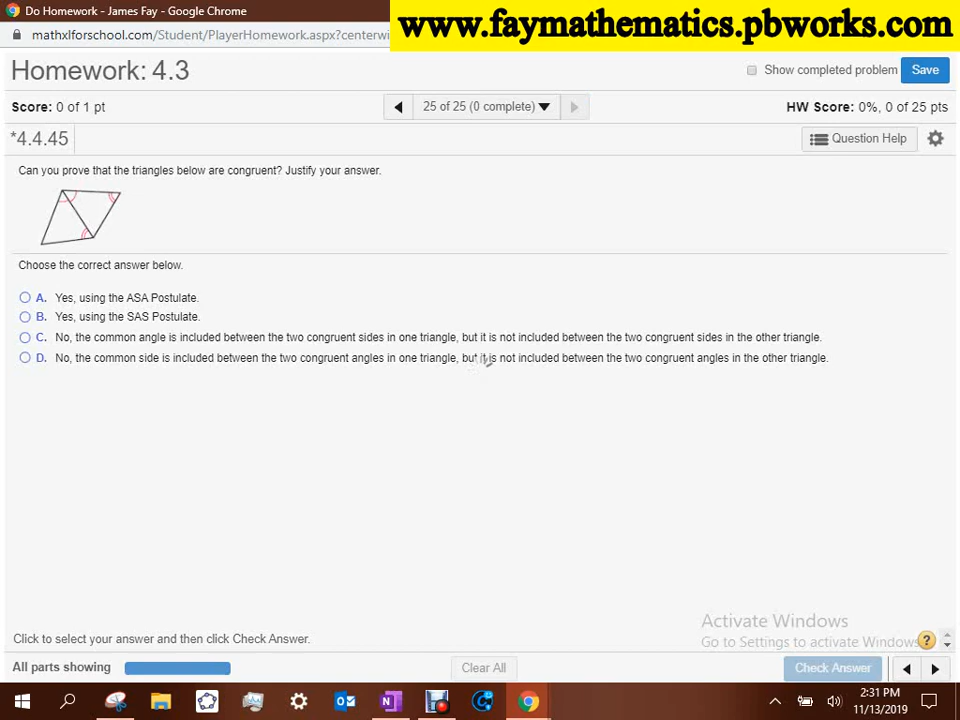 Do Homework - James Fay - Google Chrome
www.faymathematics.pbworks.com
mathxlforschool.com/Student/PlayerHomework.aspx?centerwi
Homework: 4.3
Show completed problem
Save
Score: 0 of 1 pt
25 of 25 (0 complete)
HW Score: 0%, 0 of 25 pts
*4.4.45
Question Help
Can you prove that the triangles below are congruent? Justify your answer.
Choose the correct answer below.
A. Yes, using the ASA Postulate.
B. Yes, using the SAS Postulate.
C. No, the common angle is included between the two congruent sides in one triangle, but it is not included between the two congruent sides in the other triangle.
D. No, the common side is included between the two congruent angles in one triangle, but it is not included between the two congruent angles in the other triangle.
Activate Windows
Click to select your answer and then click Check Answer.
Go to Settings to activate Windows.
?
All parts showing
Clear All
Check Answer
2:31 PM
11/13/2019